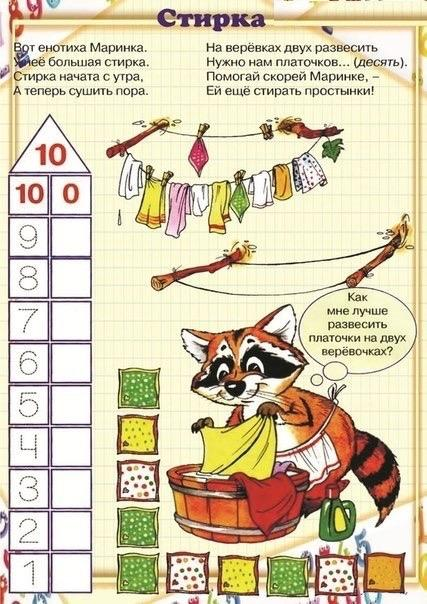 Стирка
Вот енотиха Маринка.
У неё большая стирка.
Стирка начата с утра,
А теперь сушить пора.
На верёвках двух развесить
Нужно нам платочков... (десять).
Помогай скорей Маринке, –
Ей ещё стирать простынки!
10
10 0
9
8
7
6
5
4
3
2
1
Как
мне лучше
развесить
платочки на двух
верёвочках?